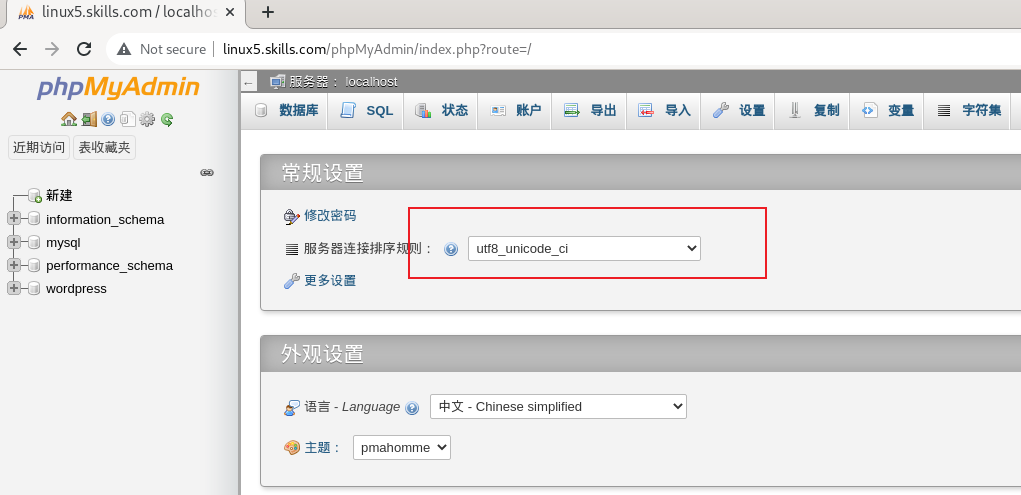 linux5.skills.com / localhos
Not secure linux5.skills.com/phpMyAdmin/index.php?route=/
phpMyAdmin
近期访问 表收藏夹
新建
information_schema
mysql
performance_schema
wordpress
服务器： localhost
数据库 SQL 状态 账户 导出 导入 设置 复制 变量 字符集
常规设置
修改密码
服务器连接排序规则： utf8_unicode_ci
更多设置
外观设置
语言 - Language 中文 - Chinese simplified
主题： pmahomme